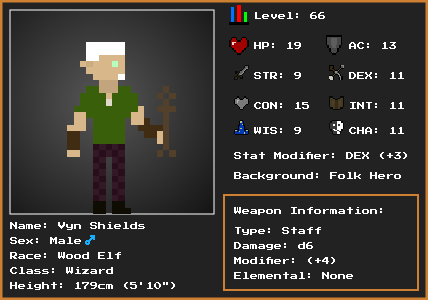 Level: 66
HP: 19 AC: 13
STR: 9 DEX: 11
CON: 15 INT: 11
WIS: 9 CHA: 11
Stat Modifier: DEX (+3)
Background: Folk Hero
Weapon Information:
Type: Staff
Damage: d6
Modifier: (+4)
Elemental: None
Name: Vyn Shields
Sex: Male ♂
Race: Wood Elf
Class: Wizard
Height: 179cm (5'10")